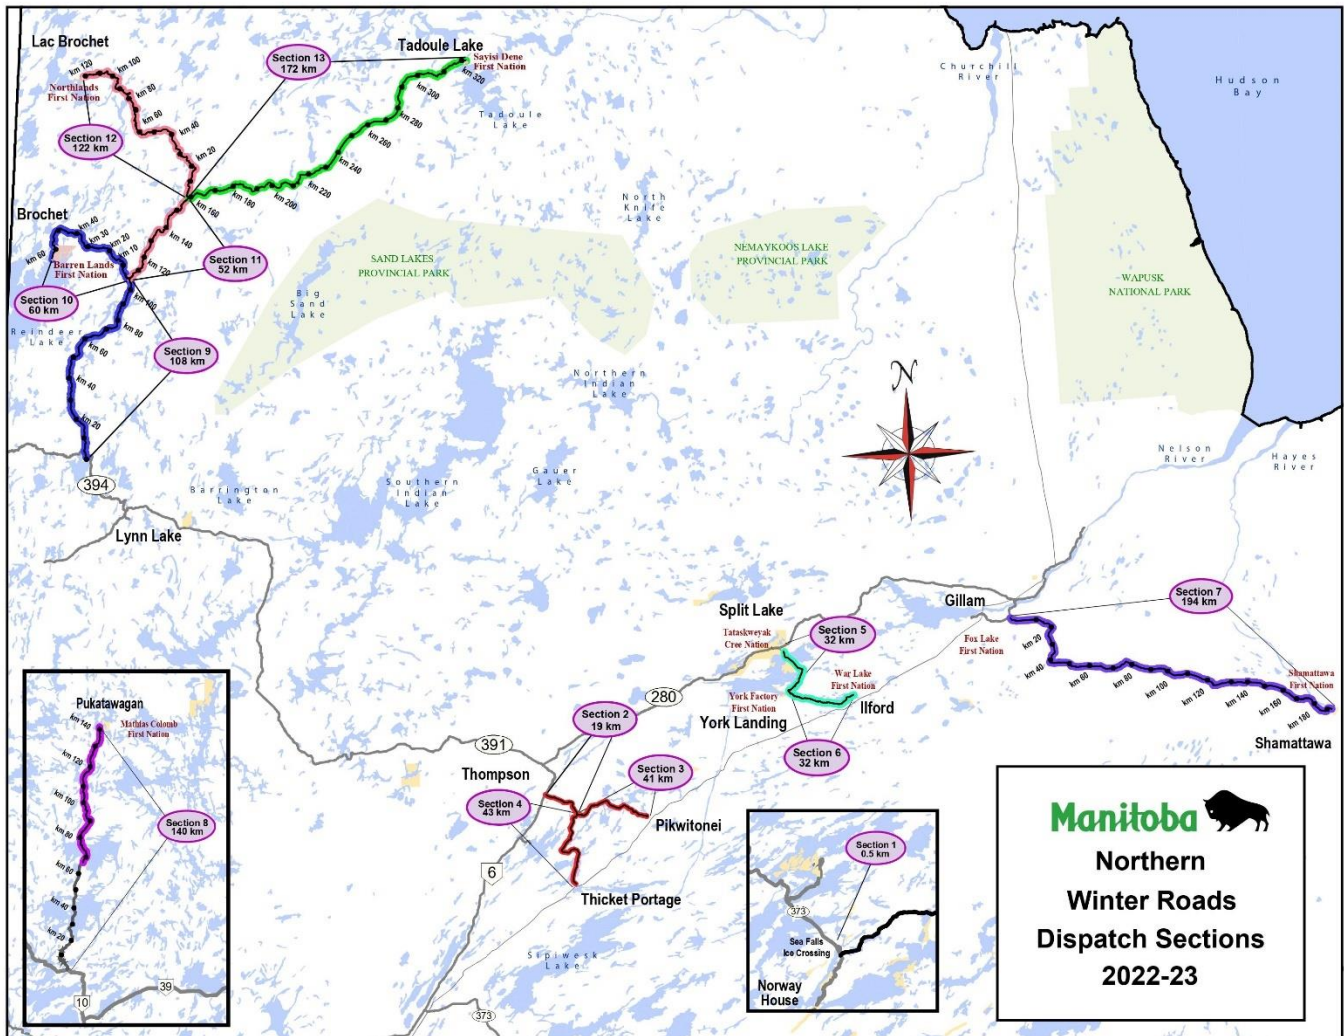 Lac Brochet
km 120
km 100
km 80
km 60
km 40
km 20
Northlands
First Nation
Section 12
122 km
Section 13
172 km
Tadoule Lake
Sayisi Dene
First Nation
km 320
km 300
km 280
km 260
km 240
km 220
km 200
km 180
km 160
Tadoule
Lake
Churchill
River
Hudson
Bay
Brochet
km 40
km 30
km 20
km 10
km 60
Barren Lands
First Nation
Section 10
60 km
km 140
km 120
Section 11
52 km
Reindeer
Lake
km 100
km 80
km 60
km 40
km 20
Section 9
108 km
SAND LAKES
PROVINCIAL PARK
Big
Sand
Lake
North
Knife
Lake
NEMAYKOOS LAKE
PROVINCIAL PARK
WAPUSK
NATIONAL PARK
Northern
Indian
Lake
N
Nelson
River
Hayes
River
394
Barrington
Lake
Southern
Indian
Lake
Gauer
Lake
Lynn Lake
Split Lake
Tataskweyak
Cree Nation
Section 5
32 km
Gillam
Fox Lake
First Nation
Section 7
194 km
km 20
km 40
km 60
km 80
km 100
km 120
km 140
km 160
km 180
Shamattawa
First Nation
Shamattawa
War Lake
First Nation
Ilford
York Factory
First Nation
York Landing
Section 6
32 km
280
391
Section 2
19 km
Thompson
Section 3
41 km
Section 4
43 km
Pikwitonei
6
Thicket Portage
Sipiwesk
Lake
373
Pukatawagan
Mathias Colomb
First Nation
km 140
km 120
km 100
km 80
km 60
km 40
km 20
Section 8
140 km
10
39
Section 1
0.5 km
373
Sea Falls
Ice Crossing
Norway
House
Manitoba
Northern
Winter Roads
Dispatch Sections
2022-23